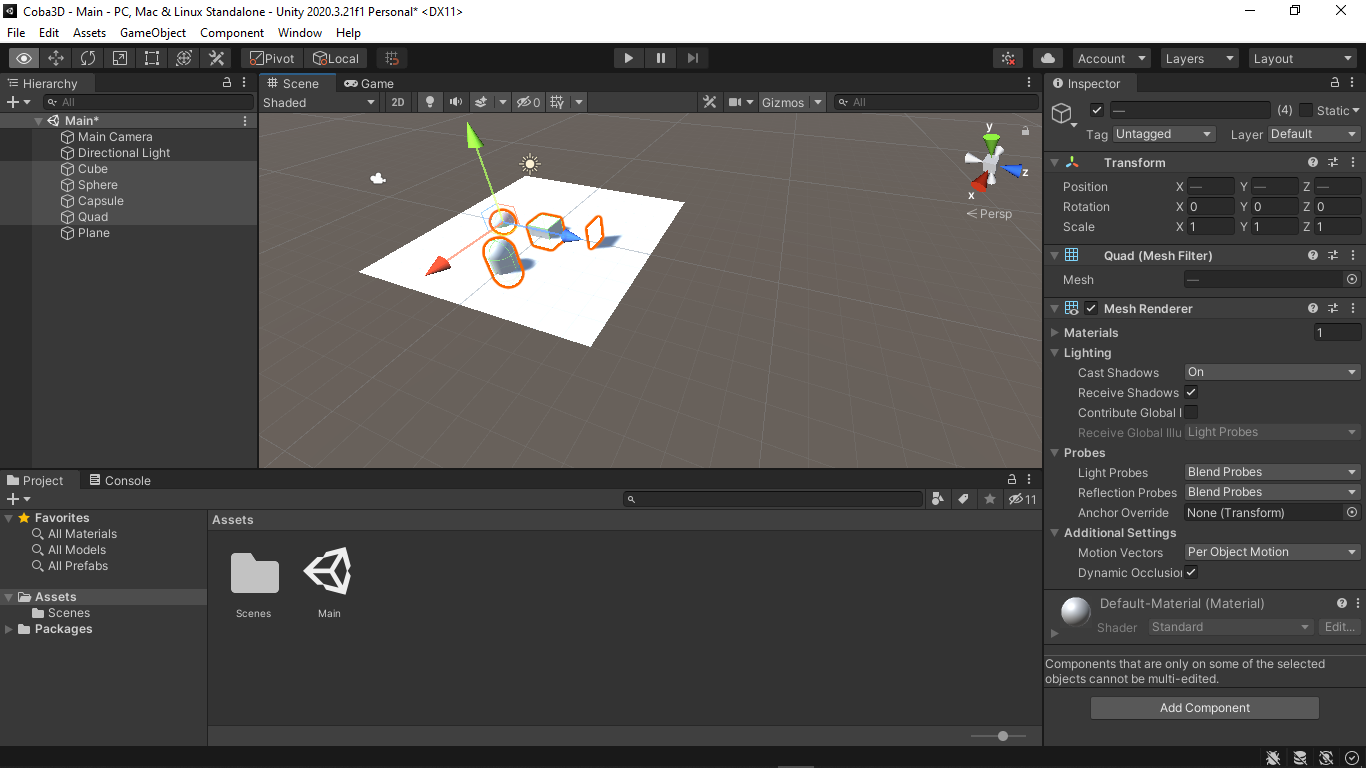 Coba3D - Main - PC, Mac & Linux Standalone - Unity 2020.3.21f1 Personal* <DX11>
File Edit Assets GameObject Component Window Help
Pivot Local Account Layers Layout
Hierarchy
All
Main*
Main Camera
Directional Light
Cube
Sphere
Capsule
Quad
Plane
Scene Game
Shaded 2D 0 Gizmos All
y
z
x
Persp
Inspector
— (4) Static
Tag Untagged Layer Default
Transform
Position X — Y — Z —
Rotation X 0 Y 0 Z 0
Scale X 1 Y 1 Z 1
Quad (Mesh Filter)
Mesh —
Mesh Renderer
Materials 1
Lighting
Cast Shadows On
Receive Shadows
Contribute Global I
Receive Global Illu Light Probes
Probes
Light Probes Blend Probes
Reflection Probes Blend Probes
Anchor Override None (Transform)
Additional Settings
Motion Vectors Per Object Motion
Dynamic Occlusion
Default-Material (Material)
Shader Standard Edit...
Components that are only on some of the selected
objects cannot be multi-edited.
Add Component
Project Console
11
Favorites
All Materials
All Models
All Prefabs
Assets
Scenes
Packages
Assets
Scenes Main